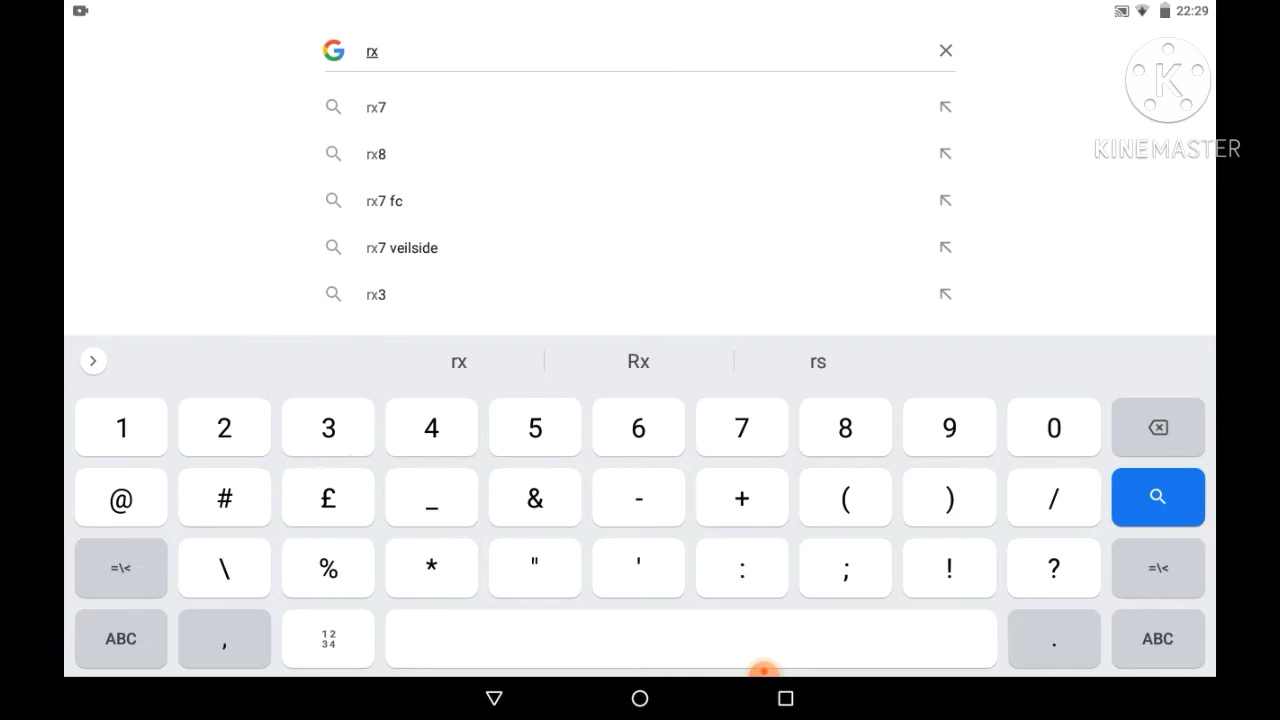 22:29
rx
K
KINEMASTER
rx7
rx8
rx7 fc
rx7 veilside
rx3
rx Rx rs
1 2 3 4 5 6 7 8 9 0
@ # £ _ & - + ( ) /
=\< \ % * " ' : ; ! ? =\<
ABC , 12 34 . ABC